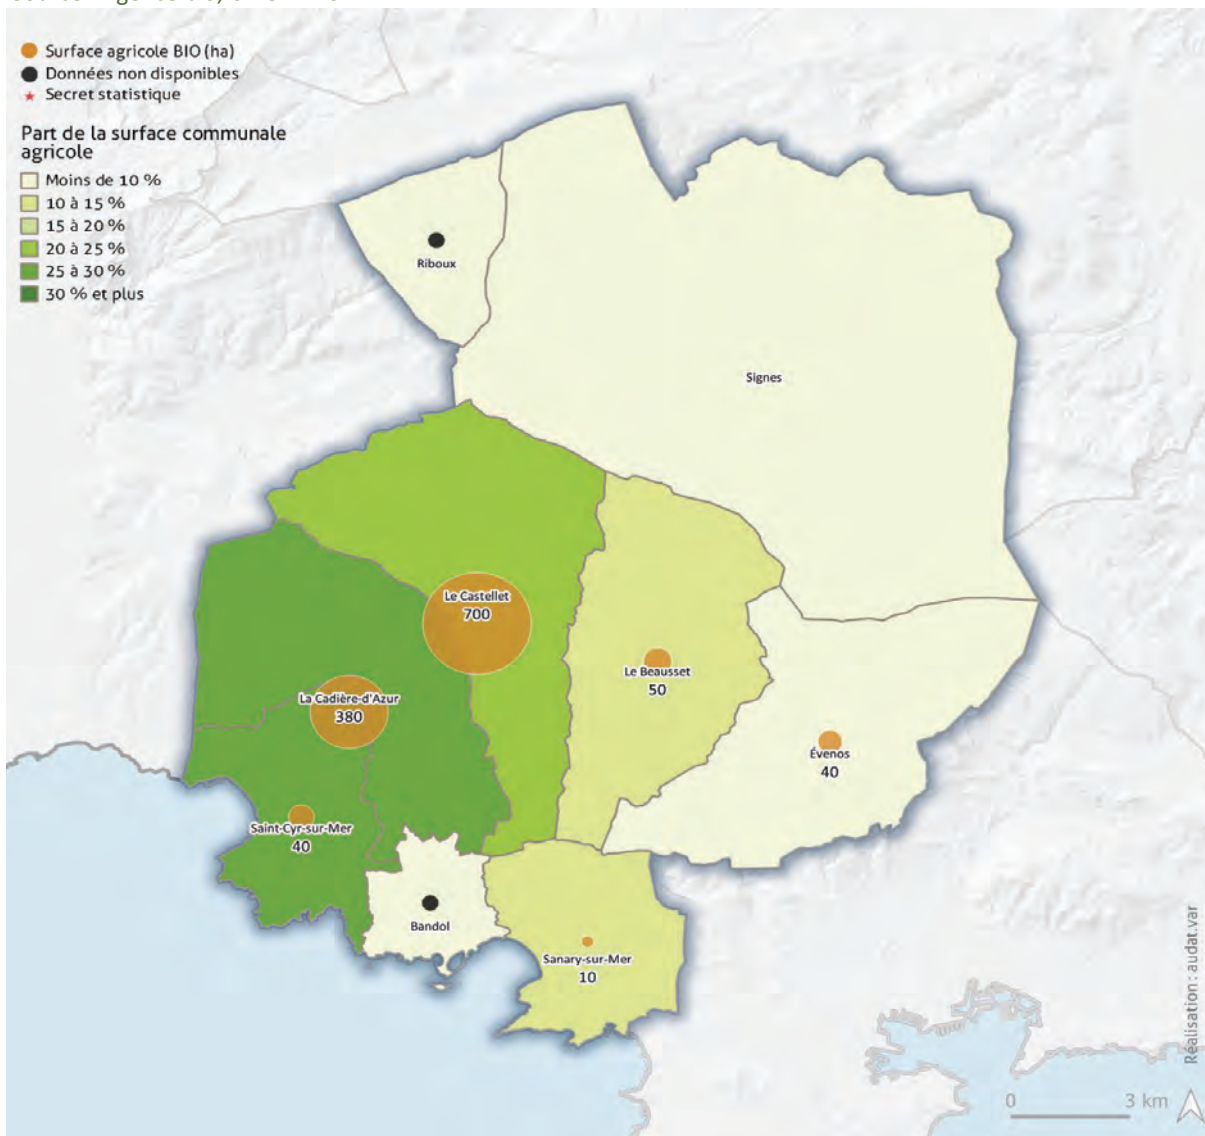 Surface agricole BIO (ha)
Données non disponibles
Secret statistique
Part de la surface communale
agricole
Moins de 10 %
10 à 15 %
15 à 20 %
20 à 25 %
25 à 30 %
30 % et plus
Riboux
Signes
Le Castellet
700
Le Beausset
50
La Cadière-d'Azur
380
Évenos
40
Saint-Cyr-sur-Mer
40
Bandol
Sanary-sur-Mer
10
Réalisation : audat.var
0 3 km